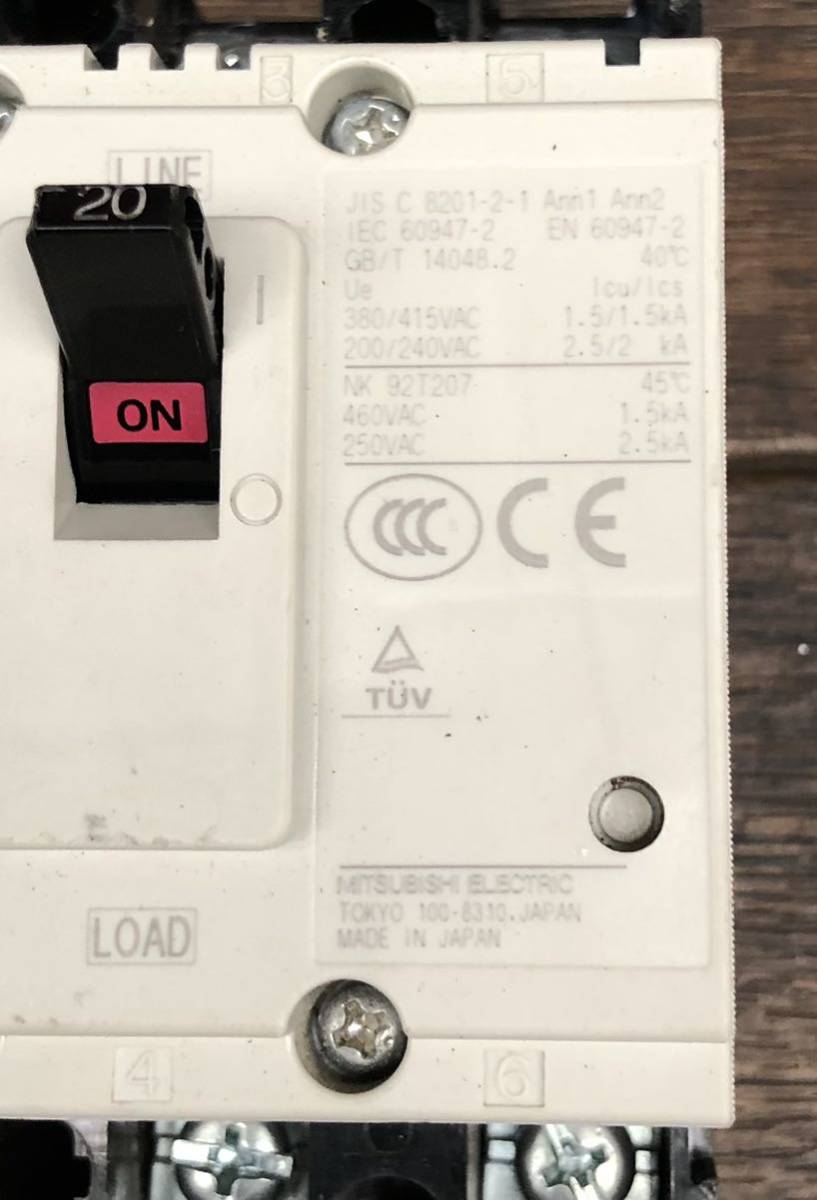 3 5
LINE
20
ON
JIS C 8201-2-1 Ann1 Ann2
IEC 60947-2 EN 60947-2
GB/T 14048.2 40℃
Ue Icu/Ics
380/415VAC 1.5/1.5kA
200/240VAC 2.5/2 kA
NK 92T207 45℃
460VAC 1.5kA
250VAC 2.5kA
CCC CE
TÜV
MITSUBISHI ELECTRIC
TOKYO 100-8310, JAPAN
MADE IN JAPAN
LOAD
4 6